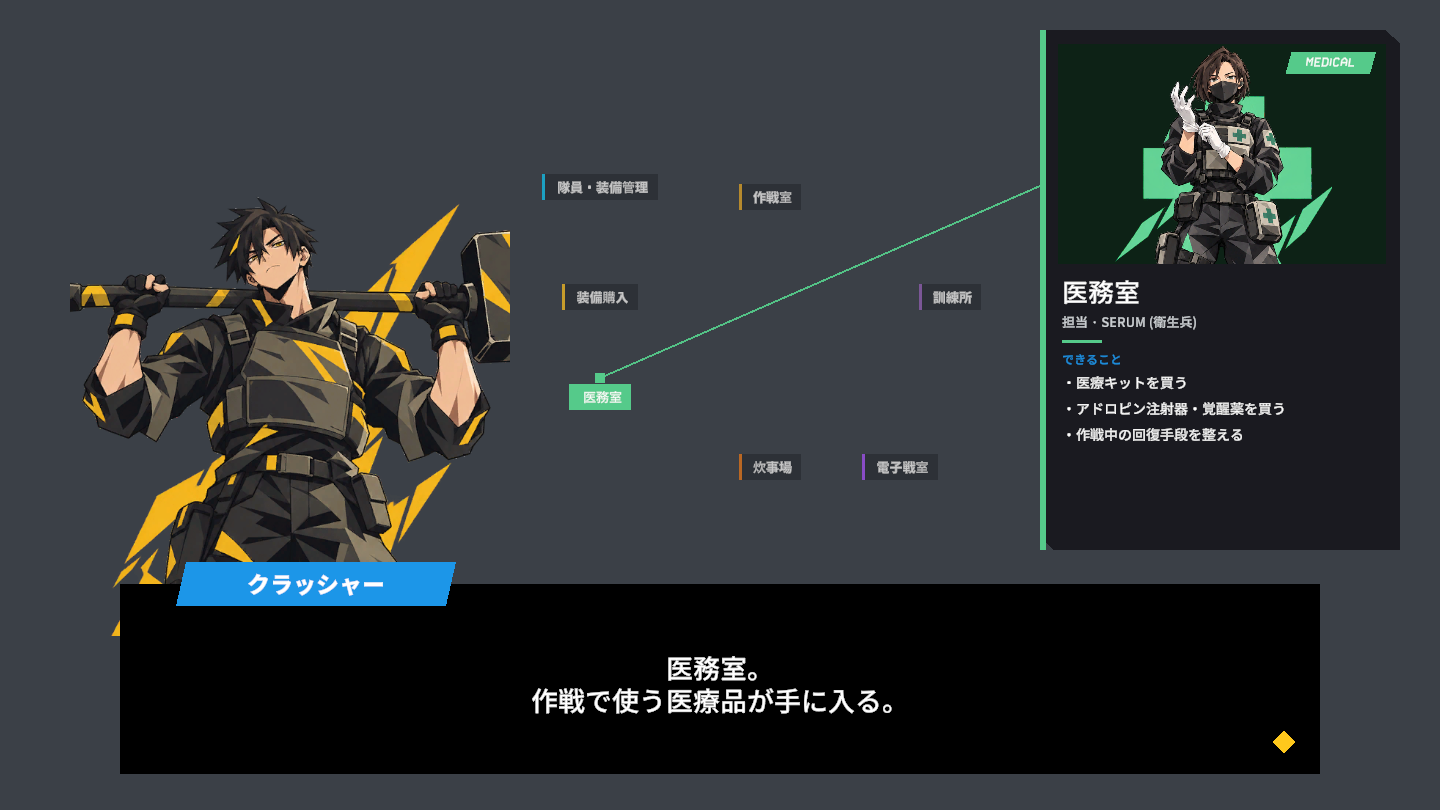 隊員・装備管理
作戦室
装備購入
訓練所
医務室
炊事場
電子戦室
MEDICAL
医務室
担当・SERUM (衛生兵)
できること
・医療キットを買う
・アドロピン注射器・覚醒薬を買う
・作戦中の回復手段を整える
クラッシャー
医務室。
作戦で使う医療品が手に入る。